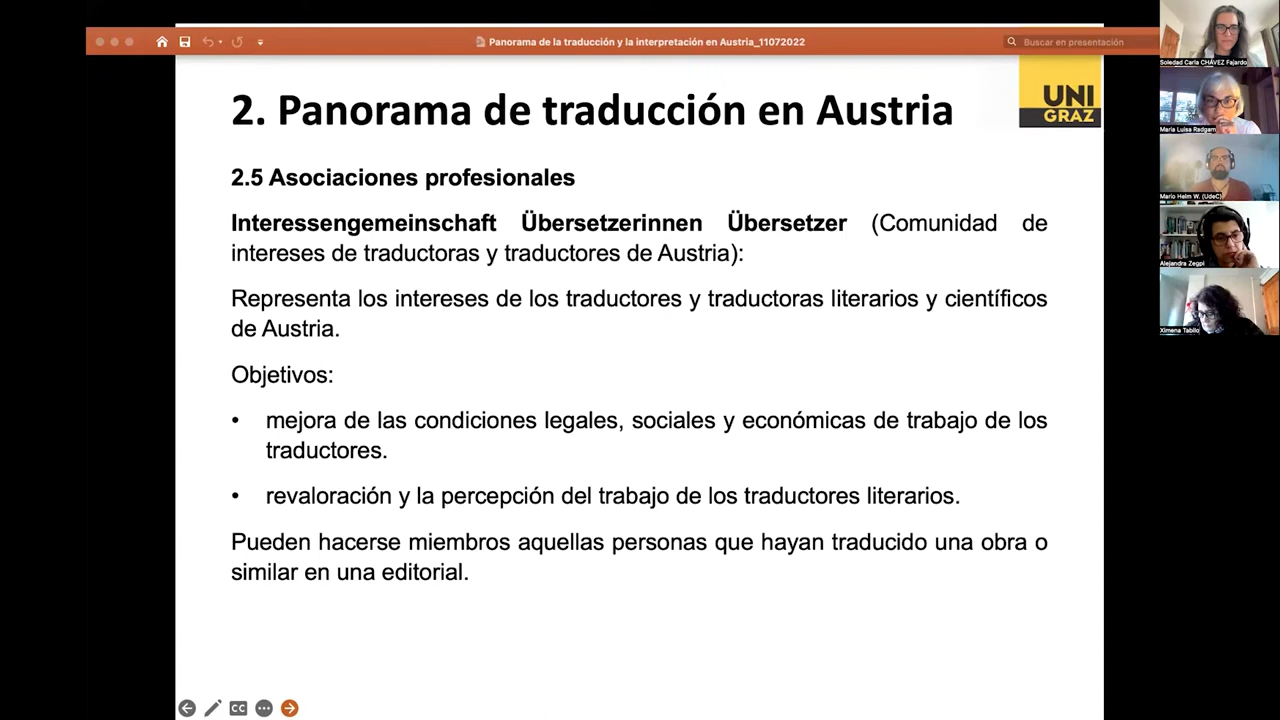 Panorama de la traducción y la interpretación en Austria_11072022
Buscar en presentación
2. Panorama de traducción en Austria
UNI
GRAZ
2.5 Asociaciones profesionales
Interessengemeinschaft Übersetzerinnen Übersetzer (Comunidad de
intereses de traductoras y traductores de Austria):
Representa los intereses de los traductores y traductoras literarios y científicos
de Austria.
Objetivos:
• mejora de las condiciones legales, sociales y económicas de trabajo de los
traductores.
• revaloración y la percepción del trabajo de los traductores literarios.
Pueden hacerse miembros aquellas personas que hayan traducido una obra o
similar en una editorial.
CC
Soledad Carla CHÁVEZ Fajardo
Maria Luisa Redgam
Mario Helm W. (UdeC)
Alejandra Zegpi
Ximena Tabilo